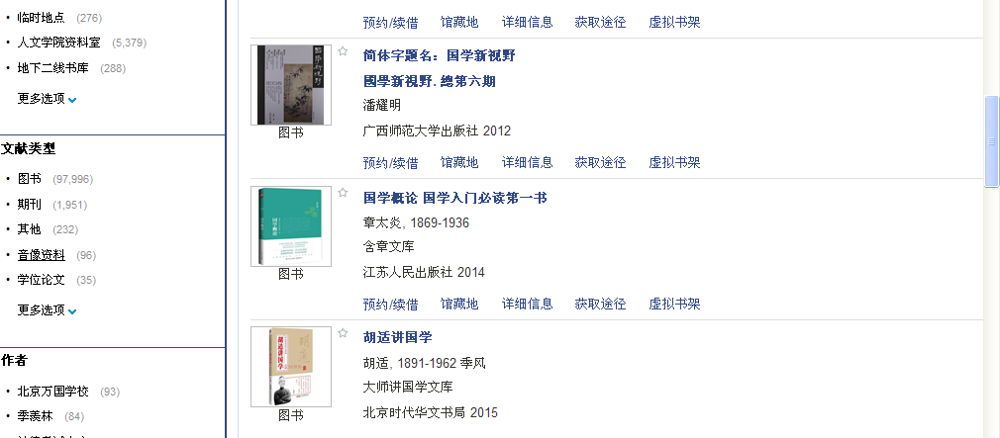 临时地点 (276)
人文学院资料室 (5,379)
地下二线书库 (288)
更多选项
文献类型
图书 (97,996)
期刊 (1,951)
其他 (232)
音像资料 (96)
学位论文 (35)
更多选项
作者
北京万国学校 (93)
季羡林 (84)
预约/续借 馆藏地 详细信息 获取途径 虚拟书架
图书
简体字题名：国学新视野
國學新視野. 總第六期
潘耀明
广西师范大学出版社 2012
预约/续借 馆藏地 详细信息 获取途径 虚拟书架
国学概论
图书
国学概论 国学入门必读第一书
章太炎, 1869-1936
含章文库
江苏人民出版社 2014
预约/续借 馆藏地 详细信息 获取途径 虚拟书架
胡适讲国学
图书
胡适讲国学
胡适, 1891-1962 季风
大师讲国学文库
北京时代华文书局 2015